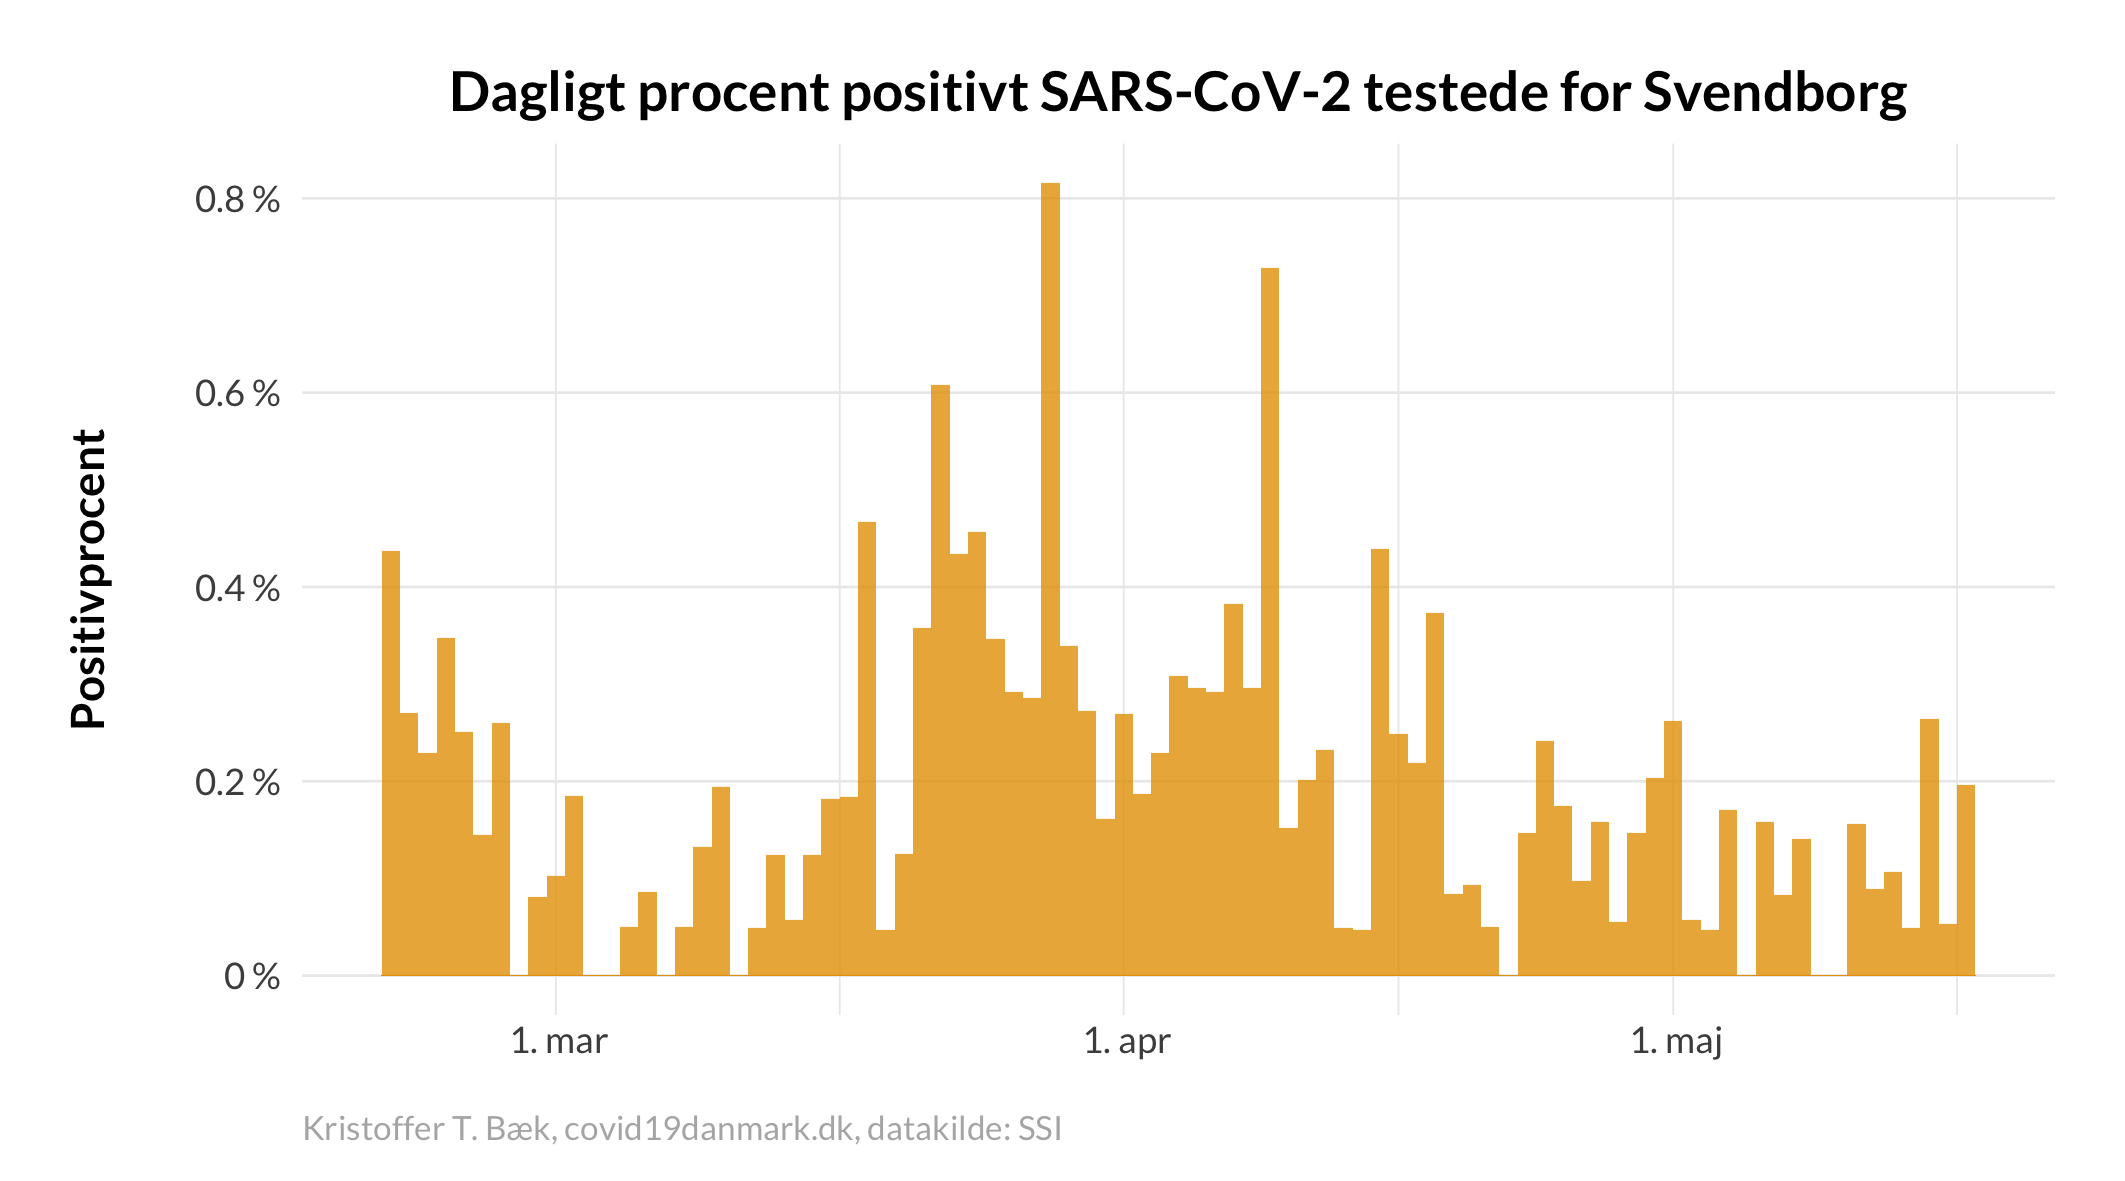 Dagligt procent positivt SARS-CoV-2 testede for Svendborg
Positivprocent
0.8 %
0.6 %
0.4 %
0.2 %
0 %
1. mar
1. apr
1. maj
Kristoffer T. Bæk, covid19danmark.dk, datakilde: SSI